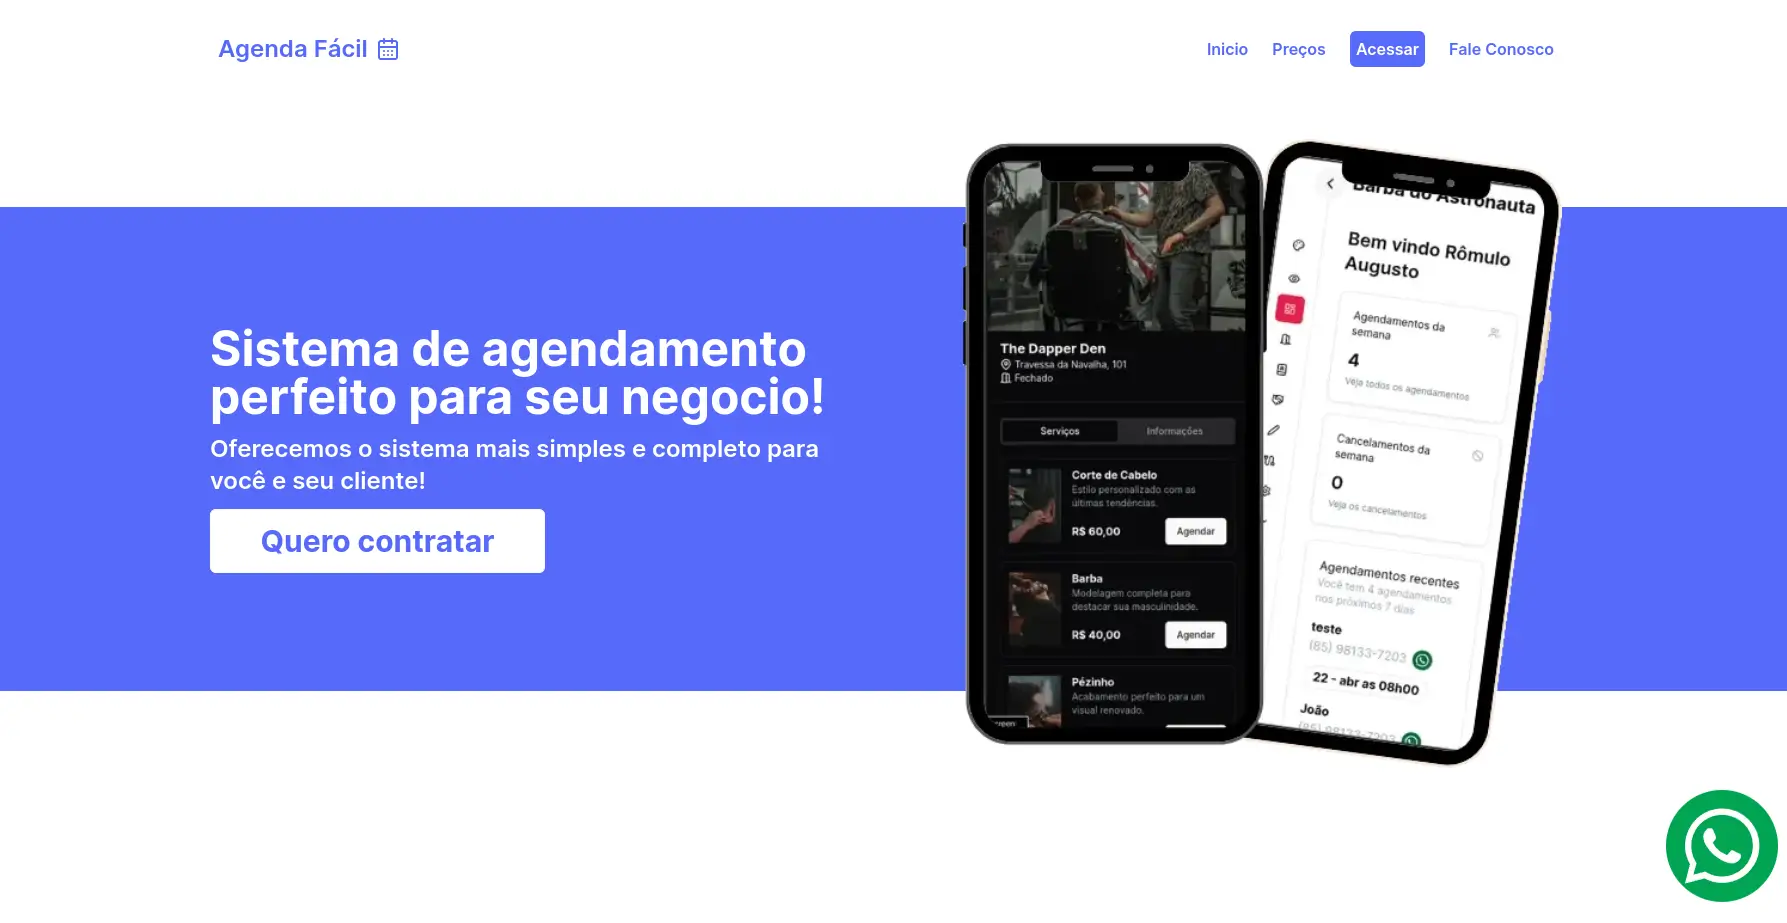 Agenda Fácil
Inicio
Preços
Acessar
Fale Conosco
Sistema de agendamento
perfeito para seu negocio!
Oferecemos o sistema mais simples e completo para
você e seu cliente!
Quero contratar
The Dapper Den
Travessa da Navalha, 101
Fechado
Serviços
Informações
Corte de Cabelo
Estilo personalizado com as
últimas tendências.
R$ 60,00
Agendar
Barba
Modelagem completa para
destacar sua masculinidade.
R$ 40,00
Agendar
Pézinho
Acabamento perfeito para um
visual renovado.
Barba do Astronauta
Bem vindo Rômulo
Augusto
Agendamentos da
semana
4
Veja todos os agendamentos
Cancelamentos da
semana
0
Veja os cancelamentos
Agendamentos recentes
Você tem 4 agendamentos
nos próximos 7 dias
teste
(85) 98133-7203
22 - abr as 08h00
João
(85) 98133-7203